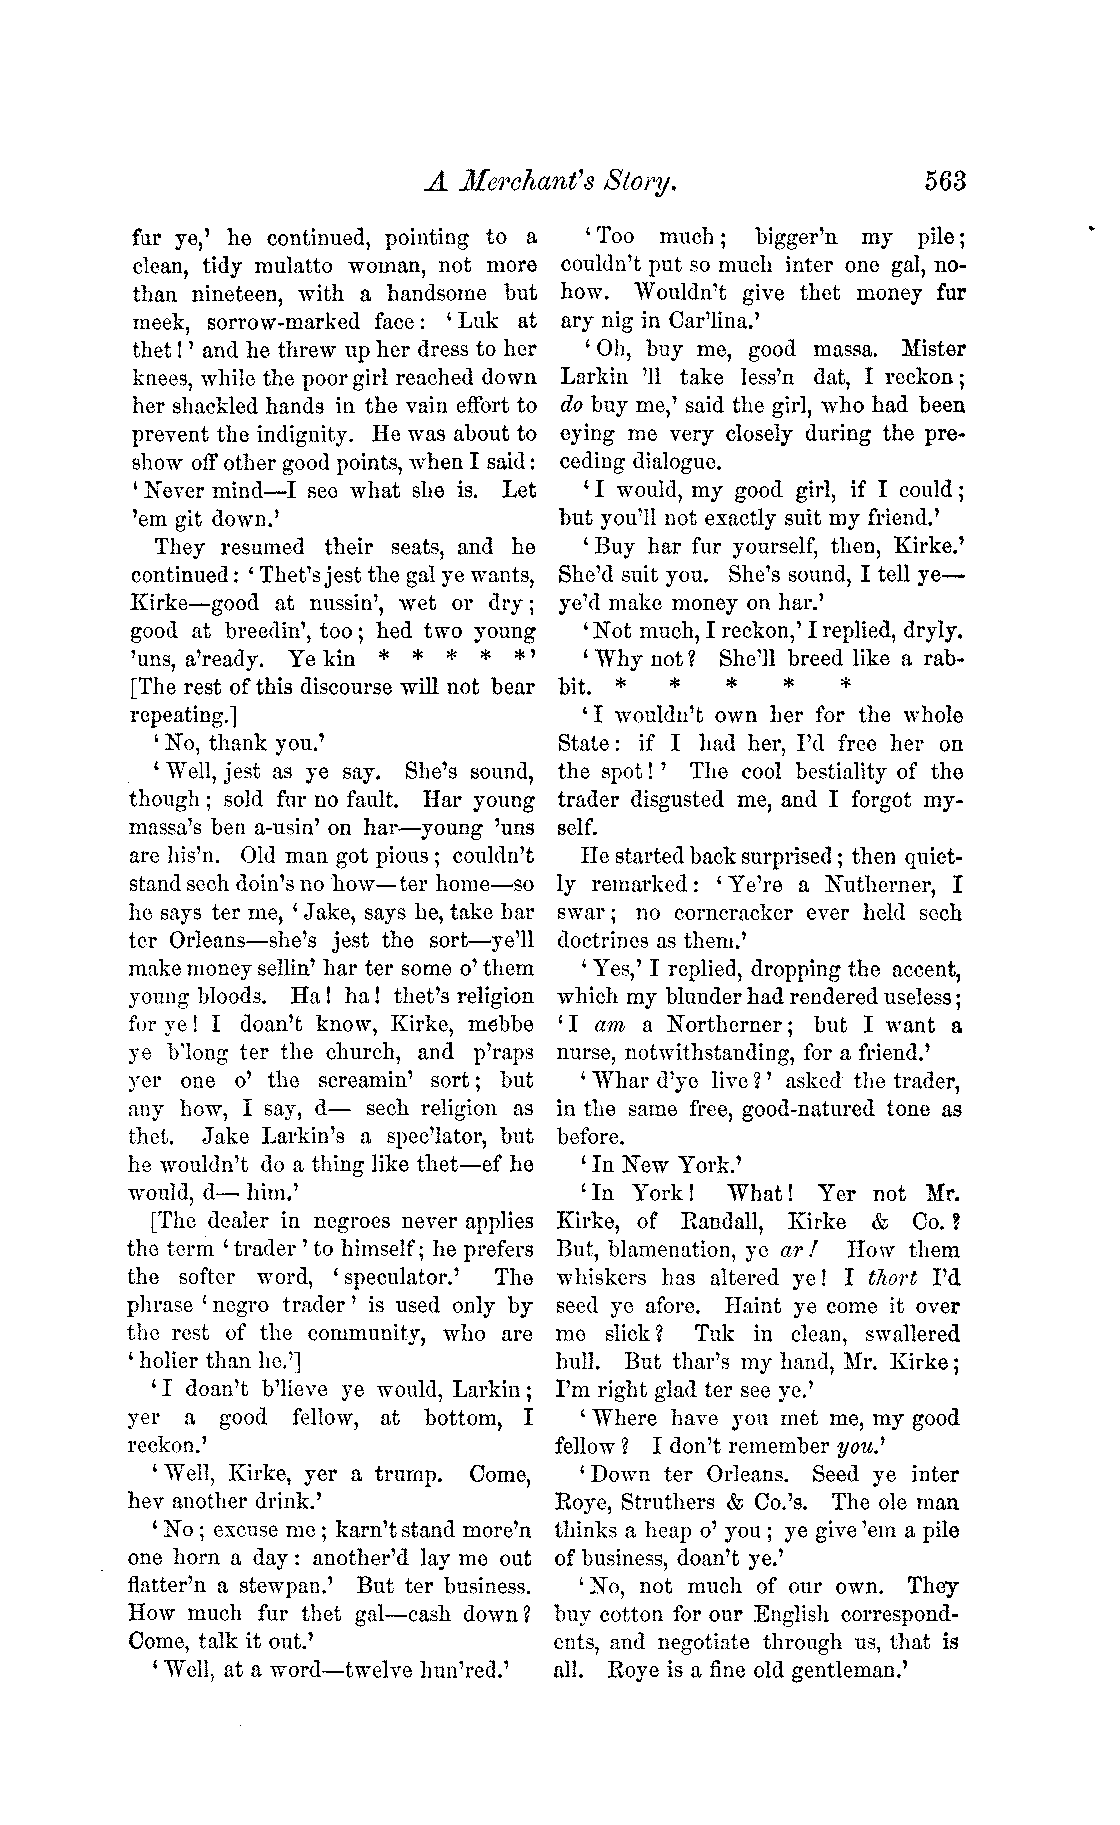 A Merchant's Story. 563
fur ye,' he continued, pointing to a
clean, tidy mulatto woman, not more
than nineteen, with a handsome but
meek, sorrow-marked face: 'Luk at
thet!' and he threw up her dress to her
knees, while the poor girl reached down
her shackled hands in the vain effort to
prevent the indignity. He was about to
show off other good points, when I said:
'Never mind—I see what she is. Let
'em git down.'
They resumed their seats, and he
continued: 'Thet's jest the gal ye wants,
Kirke—good at nussin', wet or dry;
good at breedin', too; hed two young
'uns, a'ready. Ye kin * * * * *'
[The rest of this discourse will not bear
repeating.]
'No, thank you.'
'Well, jest as ye say. She's sound,
though; sold fur no fault. Har young
massa's ben a-usin' on har—young 'uns
are his'n. Old man got pious; couldn't
stand sech doin's no how—ter home—so
he says ter me, 'Jake, says he, take har
ter Orleans—she's jest the sort—ye'll
make money sellin' har ter some o' them
young bloods. Ha! ha! thet's religion
for ye! I doan't know, Kirke, mebbe
ye b'long ter the church, and p'raps
yer one o' the screamin' sort; but
any how, I say, d— sech religion as
thet. Jake Larkin's a spec'lator, but
he wouldn't do a thing like thet—ef he
would, d— him.'
[The dealer in negroes never applies
the term 'trader' to himself; he prefers
the softer word, 'speculator.' The
phrase 'negro trader' is used only by
the rest of the community, who are
'holier than he.']
'I doan't b'lieve ye would, Larkin;
yer a good fellow, at bottom, I
reckon.'
'Well, Kirke, yer a trump. Come,
hev another drink.'
'No; excuse me; karn't stand more'n
one horn a day: another'd lay me out
flatter'n a stewpan.' But ter business.
How much fur thet gal—cash down?
Come, talk it out.'
'Well, at a word—twelve hun'red.'
'Too much; bigger'n my pile;
couldn't put so much inter one gal, no-
how. Wouldn't give thet money fur
ary nig in Car'lina.'
'Oh, buy me, good massa. Mister
Larkin 'll take less'n dat, I reckon;
do buy me,' said the girl, who had been
eying me very closely during the pre-
ceding dialogue.
'I would, my good girl, if I could;
but you'll not exactly suit my friend.'
'Buy har fur yourself, then, Kirke.'
She'd suit you. She's sound, I tell ye—
ye'd make money on har.'
'Not much, I reckon,' I replied, dryly.
'Why not? She'll breed like a rab-
bit. * * * * *
'I wouldn't own her for the whole
State: if I had her, I'd free her on
the spot!' The cool bestiality of the
trader disgusted me, and I forgot my-
self.
He started back surprised; then quiet-
ly remarked: 'Ye're a Nutherner, I
swar; no corncracker ever held sech
doctrines as them.'
'Yes,' I replied, dropping the accent,
which my blunder had rendered useless;
'I am a Northerner; but I want a
nurse, notwithstanding, for a friend.'
'Whar d'ye live?' asked the trader,
in the same free, good-natured tone as
before.
'In New York.'
'In York! What! Yer not Mr.
Kirke, of Randall, Kirke & Co.?
But, blamenation, ye ar! How them
whiskers has altered ye! I thort I'd
seed ye afore. Haint ye come it over
me slick? Tuk in clean, swallered
hull. But thar's my hand, Mr. Kirke;
I'm right glad ter see ye.'
'Where have you met me, my good
fellow? I don't remember you.'
'Down ter Orleans. Seed ye inter
Roye, Struthers & Co.'s. The ole man
thinks a heap o' you; ye give 'em a pile
of business, doan't ye.'
'No, not much of our own. They
buy cotton for our English correspond-
ents, and negotiate through us, that is
all. Roye is a fine old gentleman.'